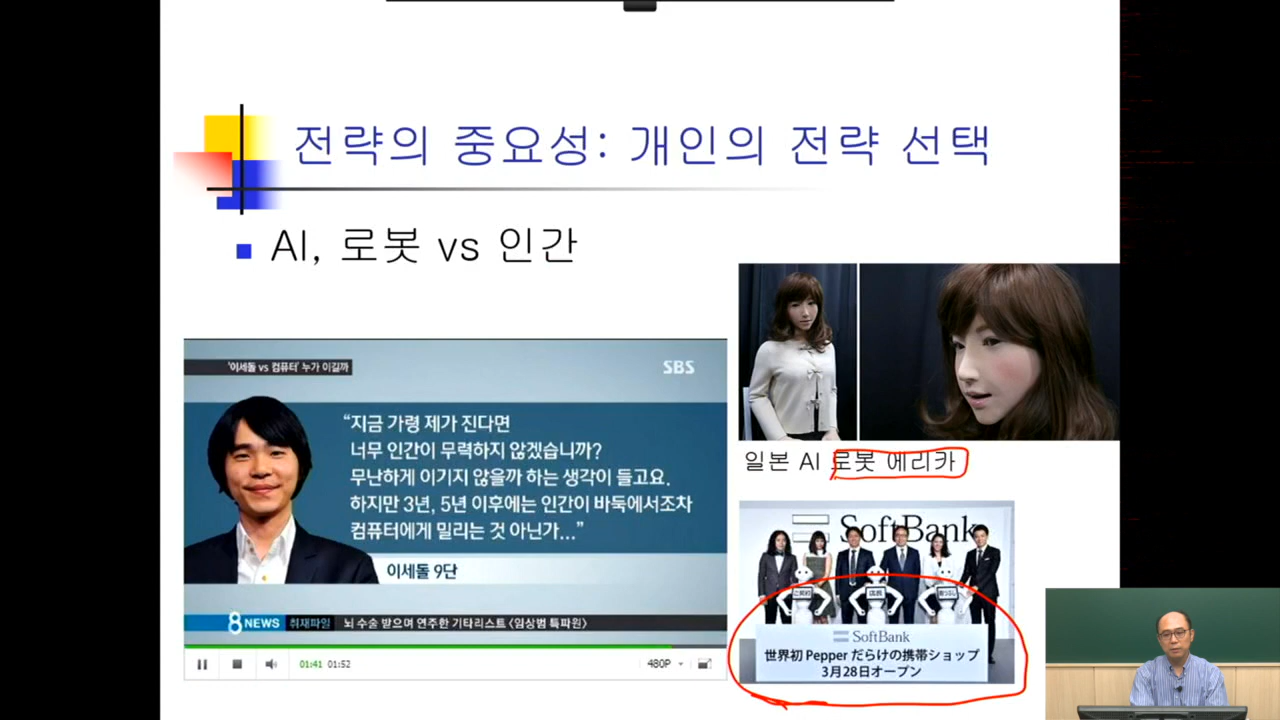 전략의 중요성: 개인의 전략 선택
AI, 로봇 vs 인간
'이세돌 vs 컴퓨터' 누가 이길까
SBS
“지금 가령 제가 진다면
너무 인간이 무력하지 않겠습니까?
무난하게 이기지 않을까 하는 생각이 들고요.
하지만 3년, 5년 이후에는 인간이 바둑에서조차
컴퓨터에게 밀리는 것 아닌가...”
이세돌 9단
8 NEWS 취재파일 뇌 수술 받으며 연주한 기타리스트 <임상범 특파원>
01:41 01:52
480P
일본 AI 로봇 에리카
SoftBank
SoftBank
世界初 Pepper だらけの携帯ショップ
3月28日オープン